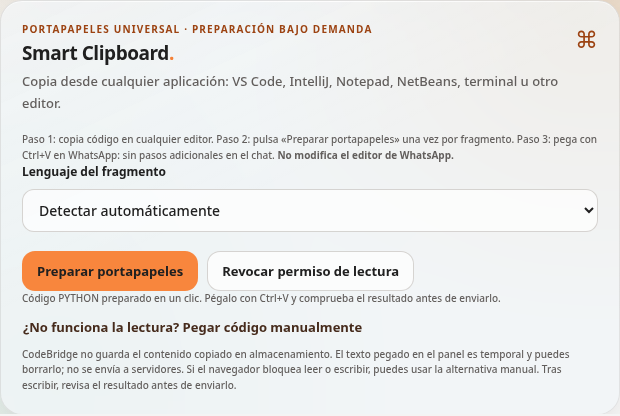 PORTAPAPELES UNIVERSAL · PREPARACIÓN BAJO DEMANDA
⌘
Smart Clipboard.
Copia desde cualquier aplicación: VS Code, IntelliJ, Notepad, NetBeans, terminal u otro
editor.
Paso 1: copia código en cualquier editor. Paso 2: pulsa «Preparar portapapeles» una vez por fragmento. Paso 3: pega con
Ctrl+V en WhatsApp: sin pasos adicionales en el chat. No modifica el editor de WhatsApp.
Lenguaje del fragmento
Detectar automáticamente
Preparar portapapeles
Revocar permiso de lectura
Código PYTHON preparado en un clic. Pégalo con Ctrl+V y comprueba el resultado antes de enviarlo.
¿No funciona la lectura? Pegar código manualmente
CodeBridge no guarda el contenido copiado en almacenamiento. El texto pegado en el panel es temporal y puedes
borrarlo; no se envía a servidores. Si el navegador bloquea leer o escribir, puedes usar la alternativa manual. Tras
escribir, revisa el resultado antes de enviarlo.